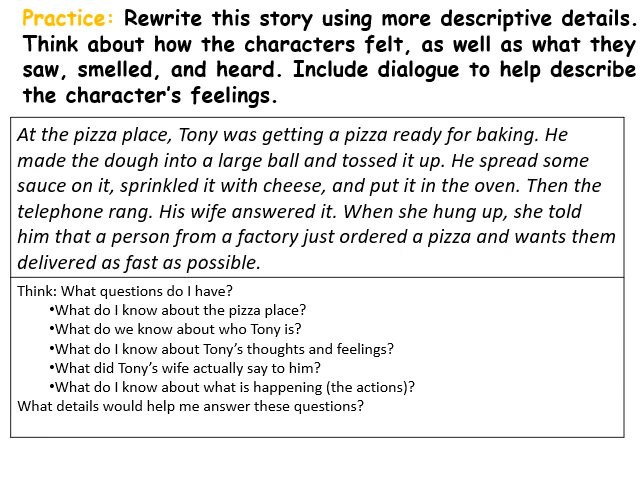 Practice: Rewrite this story using more descriptive details.
Think about how the characters felt, as well as what they
saw, smelled, and heard. Include dialogue to help describe
the character's feelings.
At the pizza place, Tony was getting a pizza ready for baking. He
made the dough into a large ball and tossed it up. He spread some
sauce on it, sprinkled it with cheese, and put it in the oven. Then the
telephone rang. His wife answered it. When she hung up, she told
him that a person from a factory just ordered a pizza and wants them
delivered as fast as possible.
Think: What questions do I have?
•What do I know about the pizza place?
•What do we know about who Tony is?
•What do I know about Tony's thoughts and feelings?
•What did Tony's wife actually say to him?
•What do I know about what is happening (the actions)?
What details would help me answer these questions?